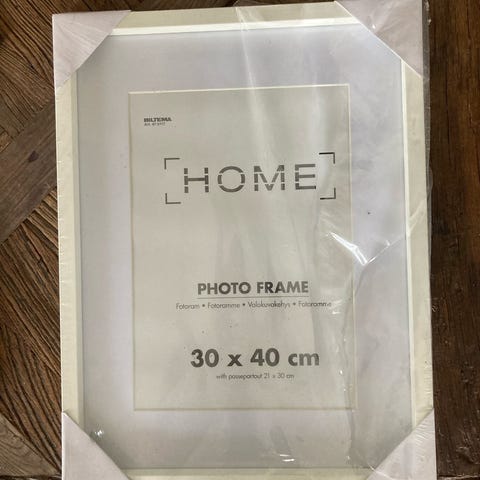 BILTEMA
[HOME]
PHOTO FRAME
Fotoram • Fotoramme • Valokuvakehys • Fotoramme
30 x 40 cm
with passepartout 21 x 30 cm